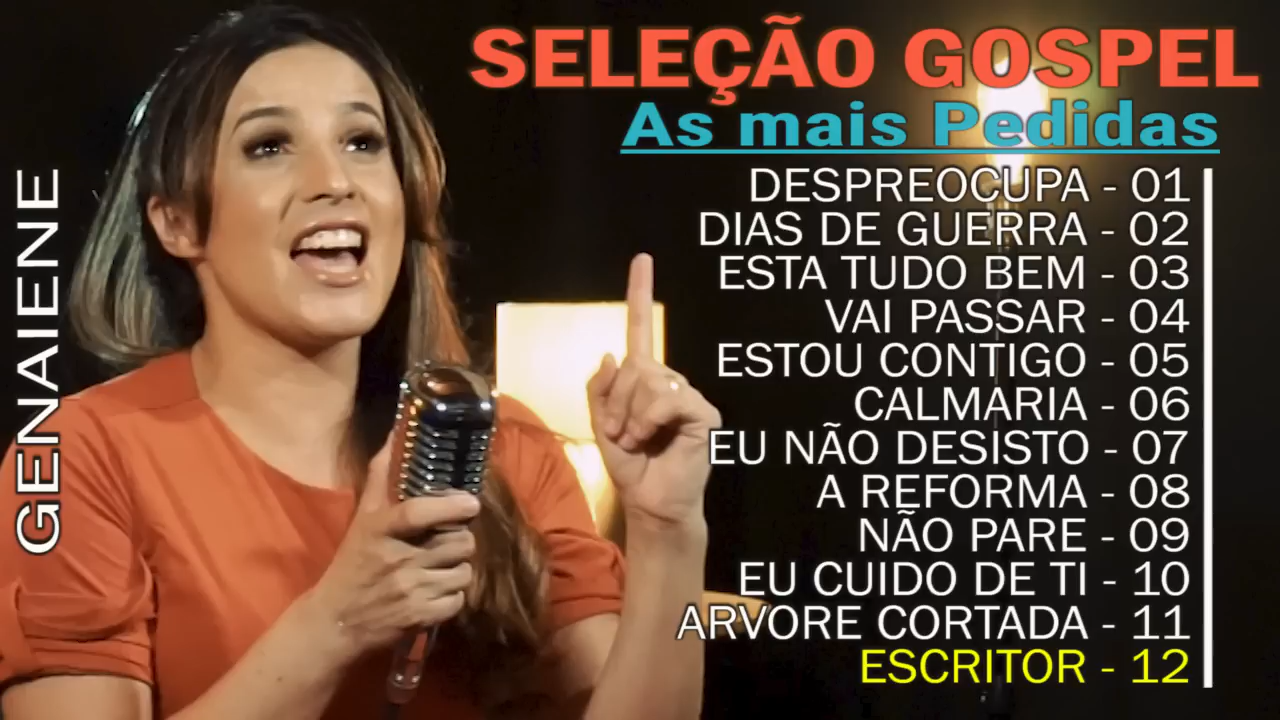 GENAIENE
SELEÇÃO GOSPEL
As mais Pedidas
DESPREOCUPA - 01
DIAS DE GUERRA - 02
ESTA TUDO BEM - 03
VAI PASSAR - 04
ESTOU CONTIGO - 05
CALMARIA - 06
EU NÃO DESISTO - 07
A REFORMA - 08
NÃO PARE - 09
EU CUIDO DE TI - 10
ARVORE CORTADA - 11
ESCRITOR - 12